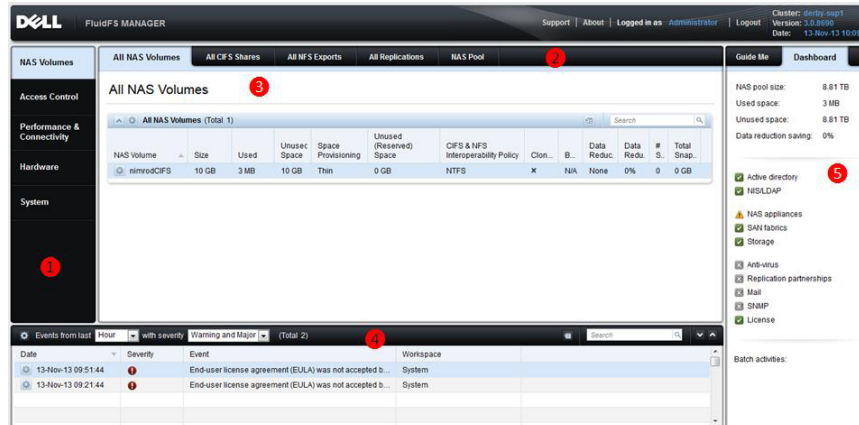 DELL FluidFS MANAGER
Support | About | Logged in as Administrator | Logout
Cluster: derby-sup1
Version: 3.0.8690
Date: 13-Nov-13 10:09
NAS Volumes
Access Control
Performance & Connectivity
Hardware
System
1
All NAS Volumes All CIFS Shares All NFS Exports All Replications NAS Pool
2
All NAS Volumes
3
All NAS Volumes (Total 1)
Search
NAS Volume Size Used Unused Space Space Provisioning Unused (Reserved) Space CIFS & NFS Interoperability Policy Clon... B... Data Reduc. Data Redu. # S.. Total Snap...
nimrodCIFS 10 GB 3 MB 10 GB Thin 0 GB NTFS N/A None 0% 0 0 GB
Guide Me Dashboard
NAS pool size: 8.81 TB
Used space: 3 MB
Unused space: 8.81 TB
Data reduction saving: 0%
5
Active directory
NIS/LDAP
NAS appliances
SAN fabrics
Storage
Anti-virus
Replication partnerships
Mail
SNMP
License
Batch activities:
Events from last Hour with severity Warning and Major (Total 2)
4
Search
Date Severity Event Workspace
13-Nov-13 09:51:44 End-user license agreement (EULA) was not accepted b... System
13-Nov-13 09:21:44 End-user license agreement (EULA) was not accepted b... System